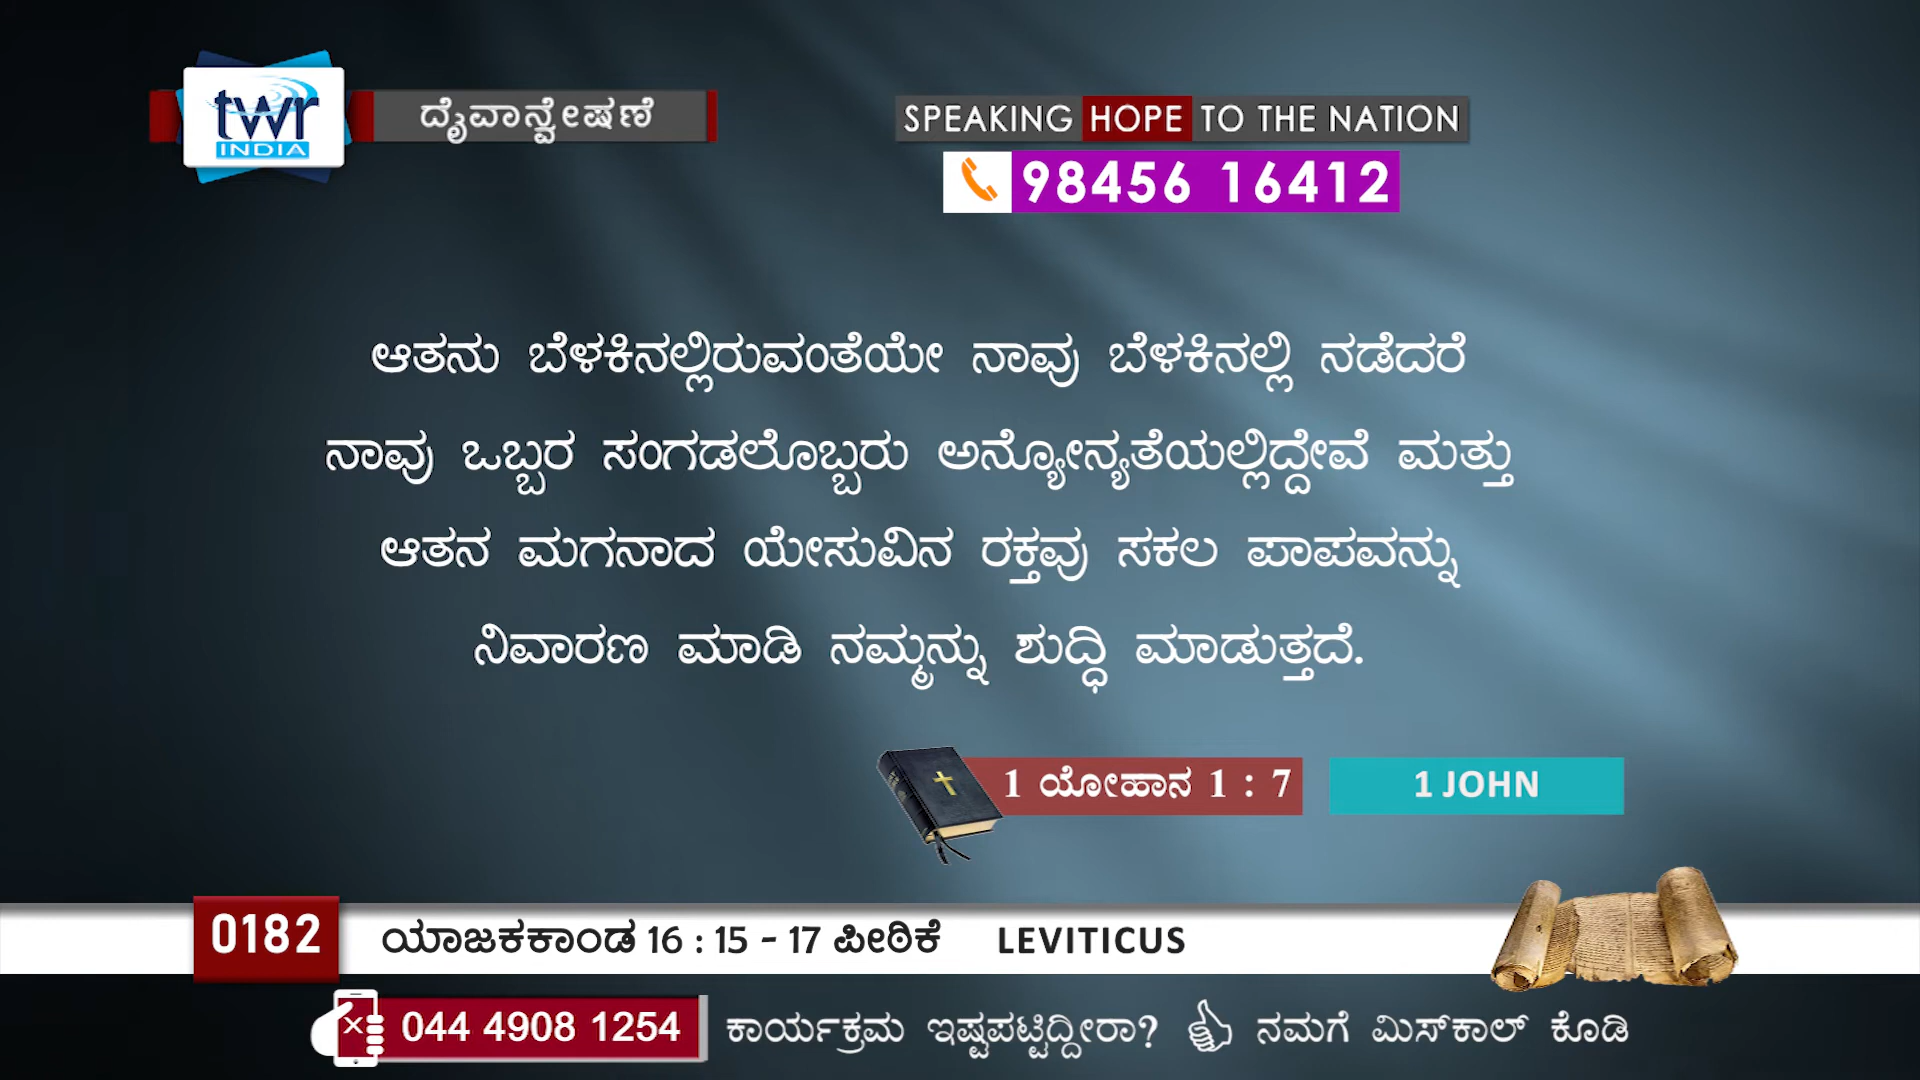 twr
INDIA
ದೈವಾನ್ವೇಷಣೆ
SPEAKING HOPE TO THE NATION
98456 16412
ಆತನು ಬೆಳಕಿನಲ್ಲಿರುವಂತೆಯೇ ನಾವು ಬೆಳಕಿನಲ್ಲಿ ನಡೆದರೆ
ನಾವು ಒಬ್ಬರ ಸಂಗಡಲೊಬ್ಬರು ಅನ್ಯೋನ್ಯತೆಯಲ್ಲಿದ್ದೇವೆ ಮತ್ತು
ಆತನ ಮಗನಾದ ಯೇಸುವಿನ ರಕ್ತವು ಸಕಲ ಪಾಪವನ್ನು
ನಿವಾರಣ ಮಾಡಿ ನಮ್ಮನ್ನು ಶುದ್ಧಿ ಮಾಡುತ್ತದೆ.
1 ಯೋಹಾನ 1 : 7
1 JOHN
0182
ಯಾಜಕಕಾಂಡ 16 : 15 - 17 ಪೀಠಿಕೆ LEVITICUS
044 4908 1254
ಕಾರ್ಯಕ್ರಮ ಇಷ್ಟಪಟ್ಟಿದ್ದೀರಾ? ನಮಗೆ ಮಿಸ್‌ಕಾಲ್ ಕೊಡಿ